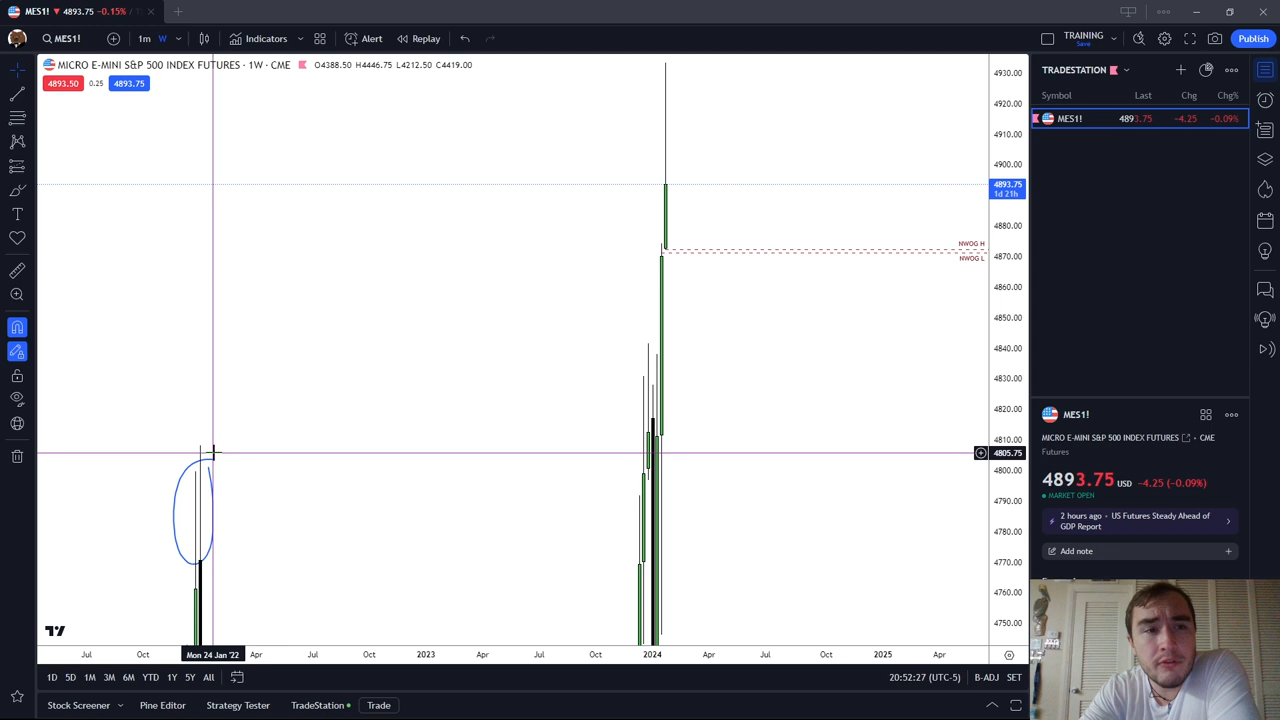 MES1! 4893.75 −0.15% /
MES1! 1m W Indicators Alert Replay TRAINING Save Publish
MICRO E-MINI S&P 500 INDEX FUTURES · 1W · CME O4388.50 H4446.75 L4212.50 C4419.00
4893.50 0.25 4893.75
TRADESTATION
Symbol Last Chg Chg%
MES1! 4893.75 −4.25 −0.09%
4930.00
4920.00
4910.00
4900.00
4893.75
1d 21h
4880.00
NWOG H
4870.00
NWOG L
4860.00
4850.00
4840.00
4830.00
4820.00
4810.00
4805.75
4800.00
4790.00
4780.00
4770.00
4760.00
4750.00
MES1!
MICRO E-MINI S&P 500 INDEX FUTURES · CME
Futures
4893.75 USD −4.25 (−0.09%)
MARKET OPEN
2 hours ago · US Futures Steady Ahead of
GDP Report
Add note
Jul Oct Mon 24 Jan '22 Apr Jul Oct 2023 Apr Jul Oct 2024 Apr Jul Oct 2025 Apr
1D 5D 1M 3M 6M YTD 1Y 5Y All 20:52:27 (UTC-5) B-ADJ SET
Stock Screener Pine Editor Strategy Tester TradeStation Trade